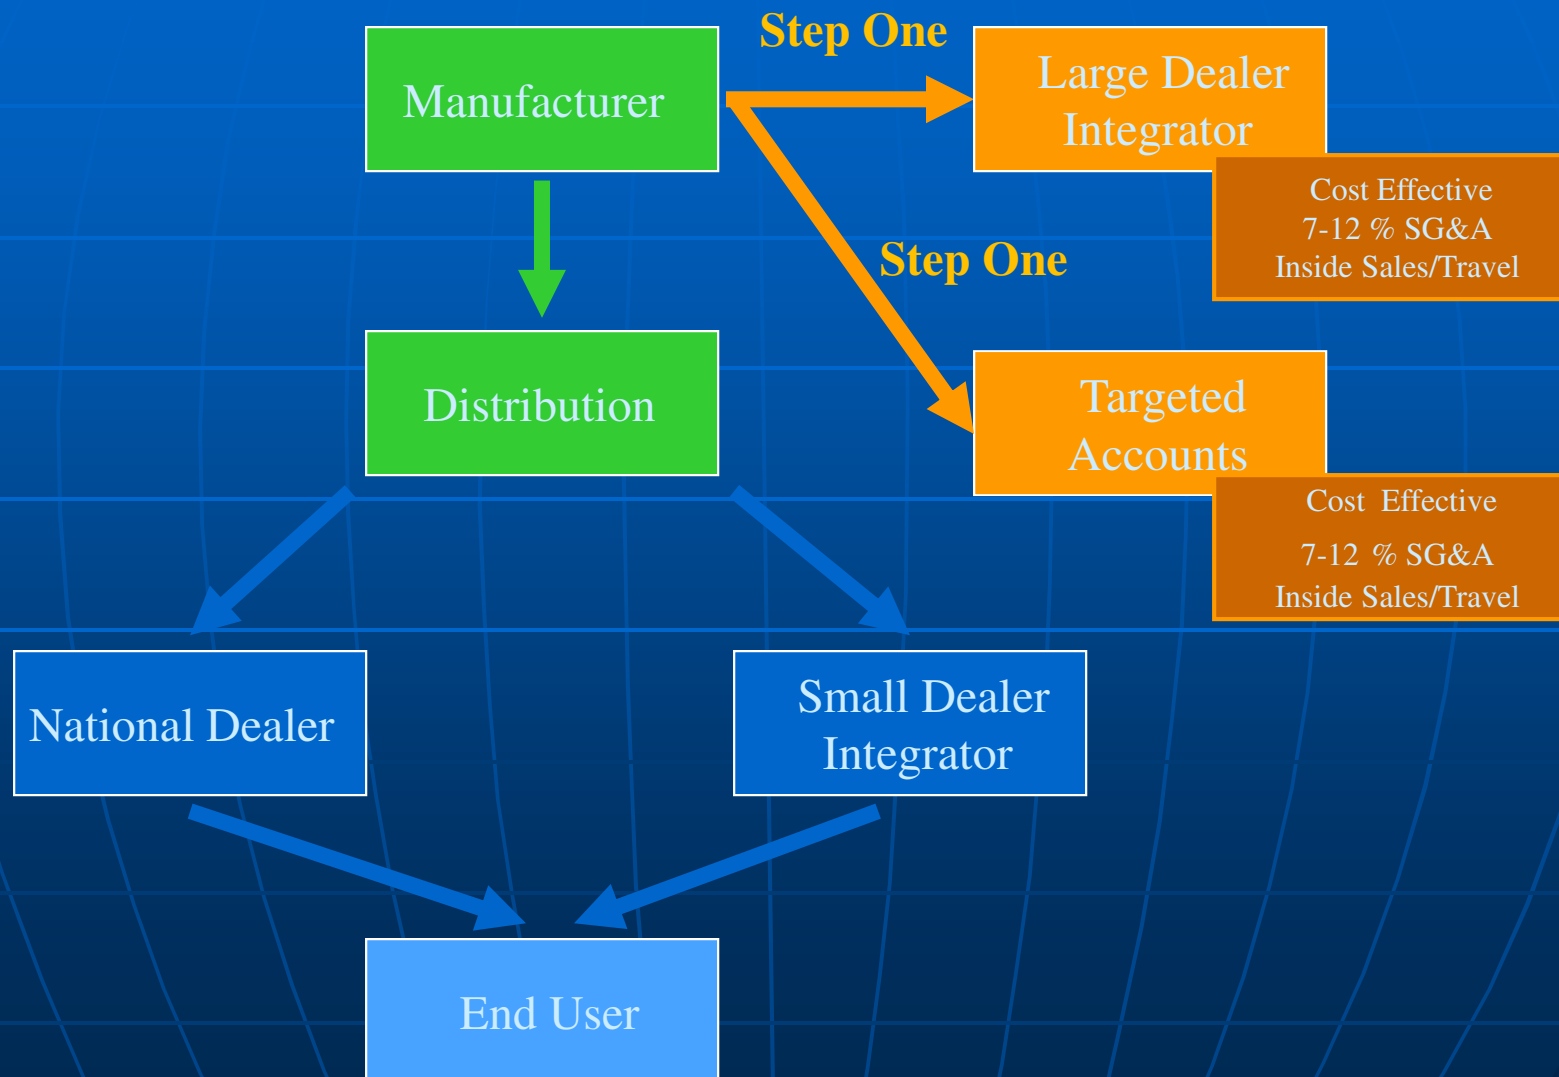 Step One
Manufacturer
Large Dealer
Integrator
Cost Effective
7-12 % SG&A
Inside Sales/Travel
Step One
Distribution
Targeted
Accounts
Cost Effective
7-12 % SG&A
Inside Sales/Travel
National Dealer
Small Dealer
Integrator
End User